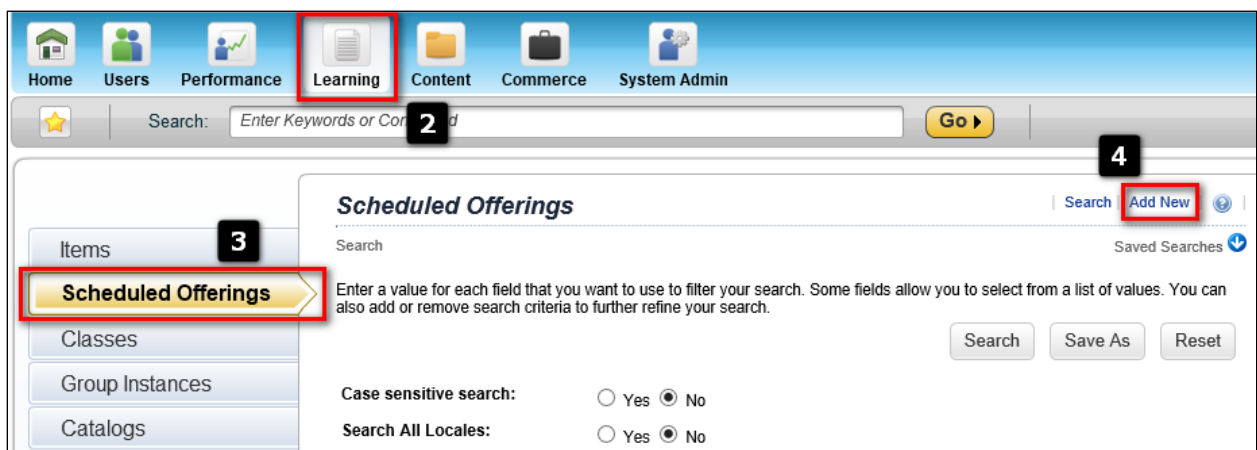 Home Users Performance Learning Content Commerce System Admin
Search: Enter Keywords or Con d Go
2
4
Scheduled Offerings
Search Add New
3
Items
Search
Saved Searches
Scheduled Offerings
Enter a value for each field that you want to use to filter your search. Some fields allow you to select from a list of values. You can
also add or remove search criteria to further refine your search.
Classes
Search Save As Reset
Group Instances
Case sensitive search: Yes No
Catalogs
Search All Locales: Yes No